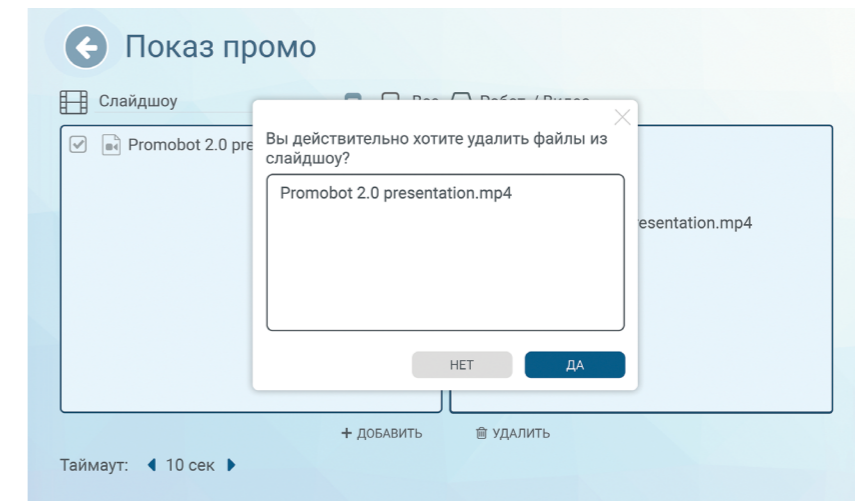 Показ промо
Слайдшоу
Все
Promobot 2.0 pre
Вы действительно хотите удалить файлы из
слайдшоу?
Promobot 2.0 presentation.mp4
esentation.mp4
НЕТ
ДА
+ ДОБАВИТЬ
УДАЛИТЬ
Таймаут: 10 сек